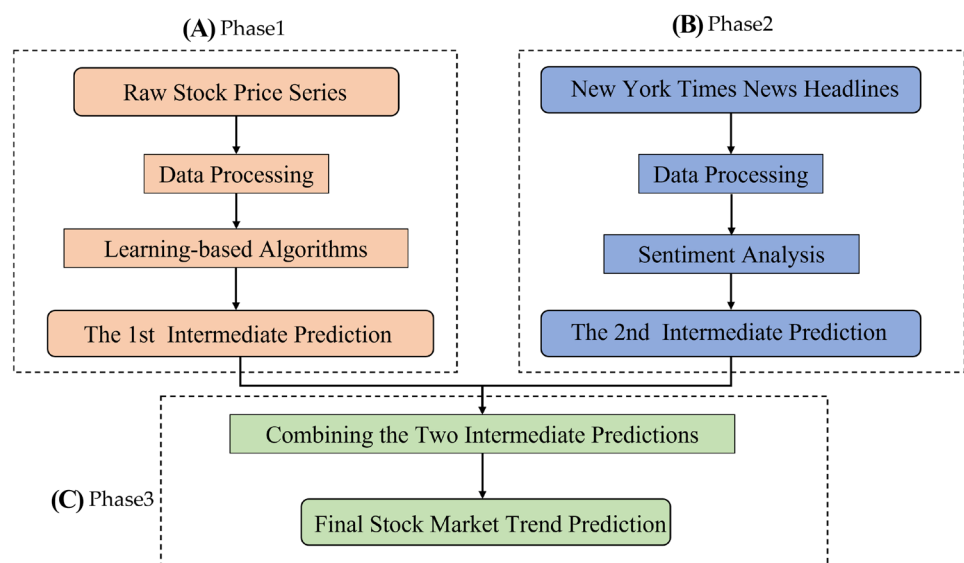 (A) Phase1
Raw Stock Price Series
Data Processing
Learning-based Algorithms
The 1st Intermediate Prediction
(B) Phase2
New York Times News Headlines
Data Processing
Sentiment Analysis
The 2nd Intermediate Prediction
(C) Phase3
Combining the Two Intermediate Predictions
Final Stock Market Trend Prediction